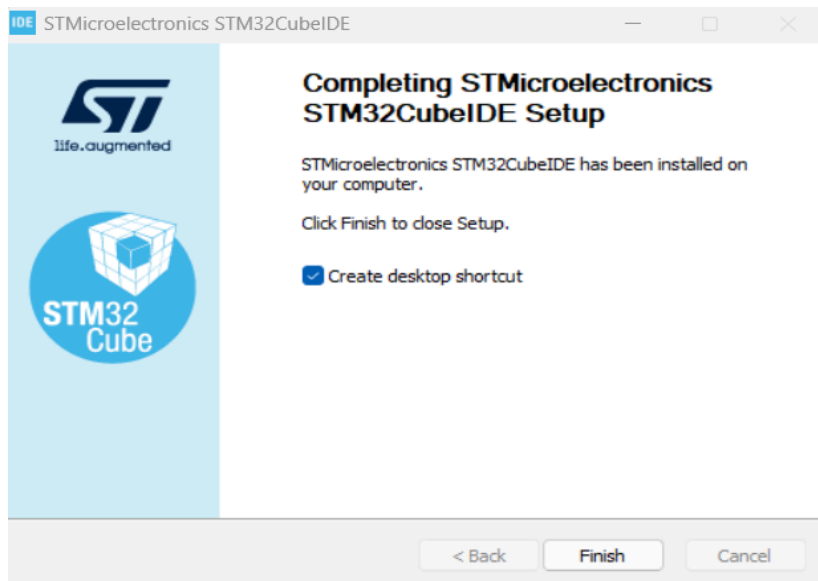 IDE STMicroelectronics STM32CubeIDE
life.augmented
STM32
Cube
Completing STMicroelectronics
STM32CubeIDE Setup
STMicroelectronics STM32CubeIDE has been installed on
your computer.
Click Finish to close Setup.
Create desktop shortcut
< Back Finish Cancel